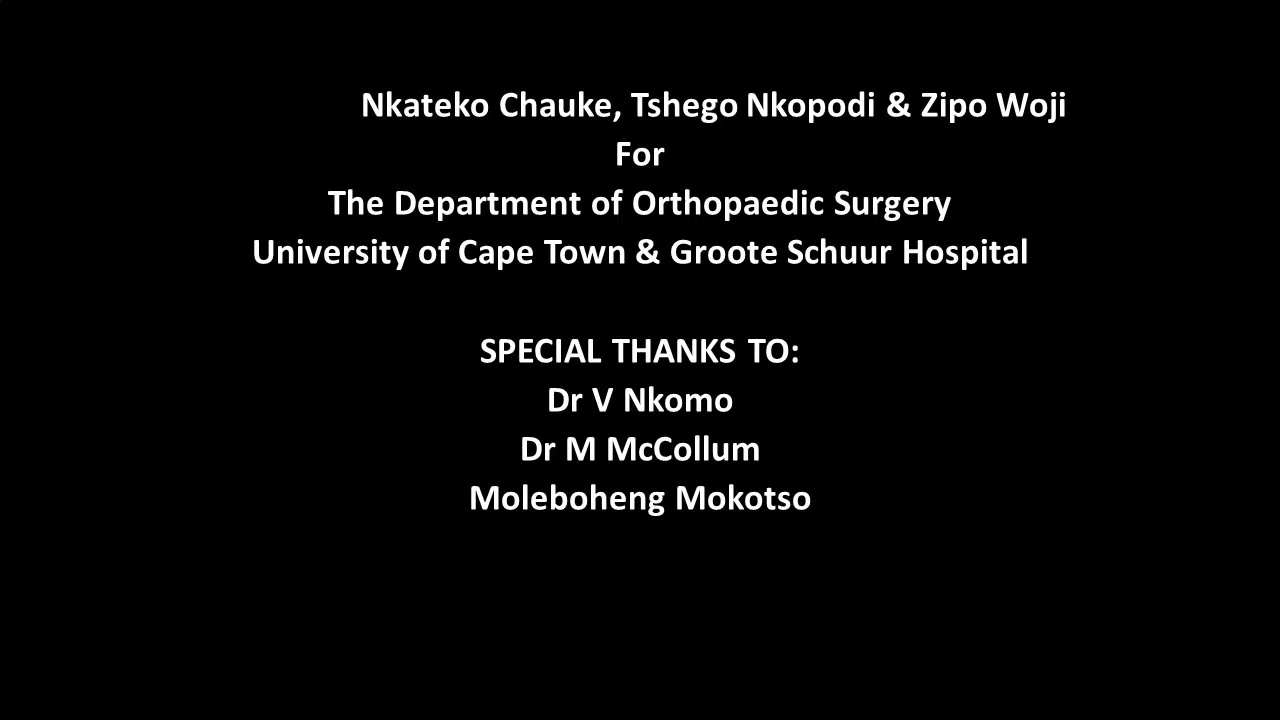 Nkateko Chauke, Tshego Nkopodi & Zipo Woji
For
The Department of Orthopaedic Surgery
University of Cape Town & Groote Schuur Hospital
SPECIAL THANKS TO:
Dr V Nkomo
Dr M McCollum
Moleboheng Mokotso